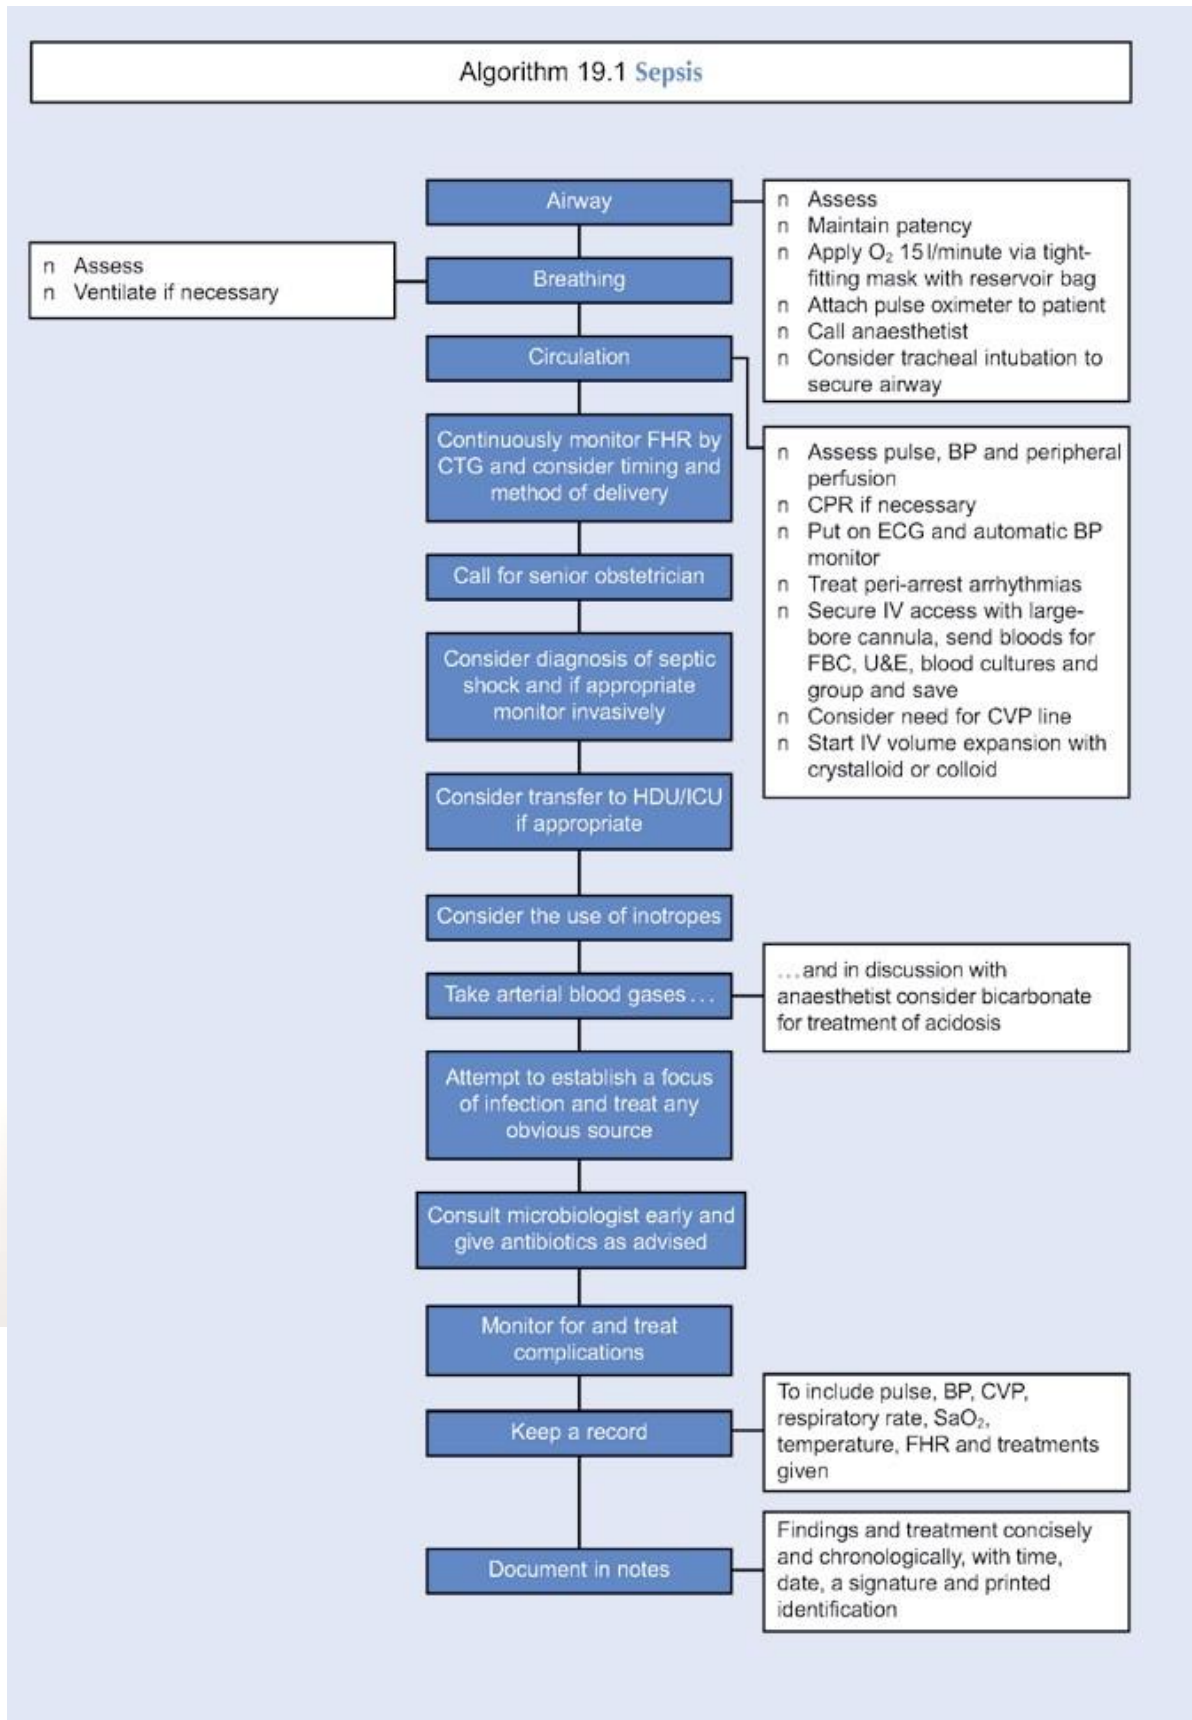 Algorithm 19.1 Sepsis
Airway
n Assess
n Maintain patency
n Apply O₂ 15 l/minute via tight-
fitting mask with reservoir bag
n Attach pulse oximeter to patient
n Call anaesthetist
n Consider tracheal intubation to
secure airway
Breathing
n Assess
n Ventilate if necessary
Circulation
n Assess pulse, BP and peripheral
perfusion
n CPR if necessary
n Put on ECG and automatic BP
monitor
n Treat peri-arrest arrhythmias
n Secure IV access with large-
bore cannula, send bloods for
FBC, U&E, blood cultures and
group and save
n Consider need for CVP line
n Start IV volume expansion with
crystalloid or colloid
Continuously monitor FHR by
CTG and consider timing and
method of delivery
Call for senior obstetrician
Consider diagnosis of septic
shock and if appropriate
monitor invasively
Consider transfer to HDU/ICU
if appropriate
Consider the use of inotropes
Take arterial blood gases...
...and in discussion with
anaesthetist consider bicarbonate
for treatment of acidosis
Attempt to establish a focus
of infection and treat any
obvious source
Consult microbiologist early and
give antibiotics as advised
Monitor for and treat
complications
Keep a record
To include pulse, BP, CVP,
respiratory rate, SaO₂,
temperature, FHR and treatments
given
Document in notes
Findings and treatment concisely
and chronologically, with time,
date, a signature and printed
identification